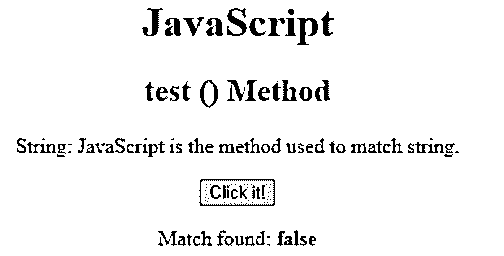 JavaScript
test () Method
String: JavaScript is the method used to match string.
Click it!
Match found: false